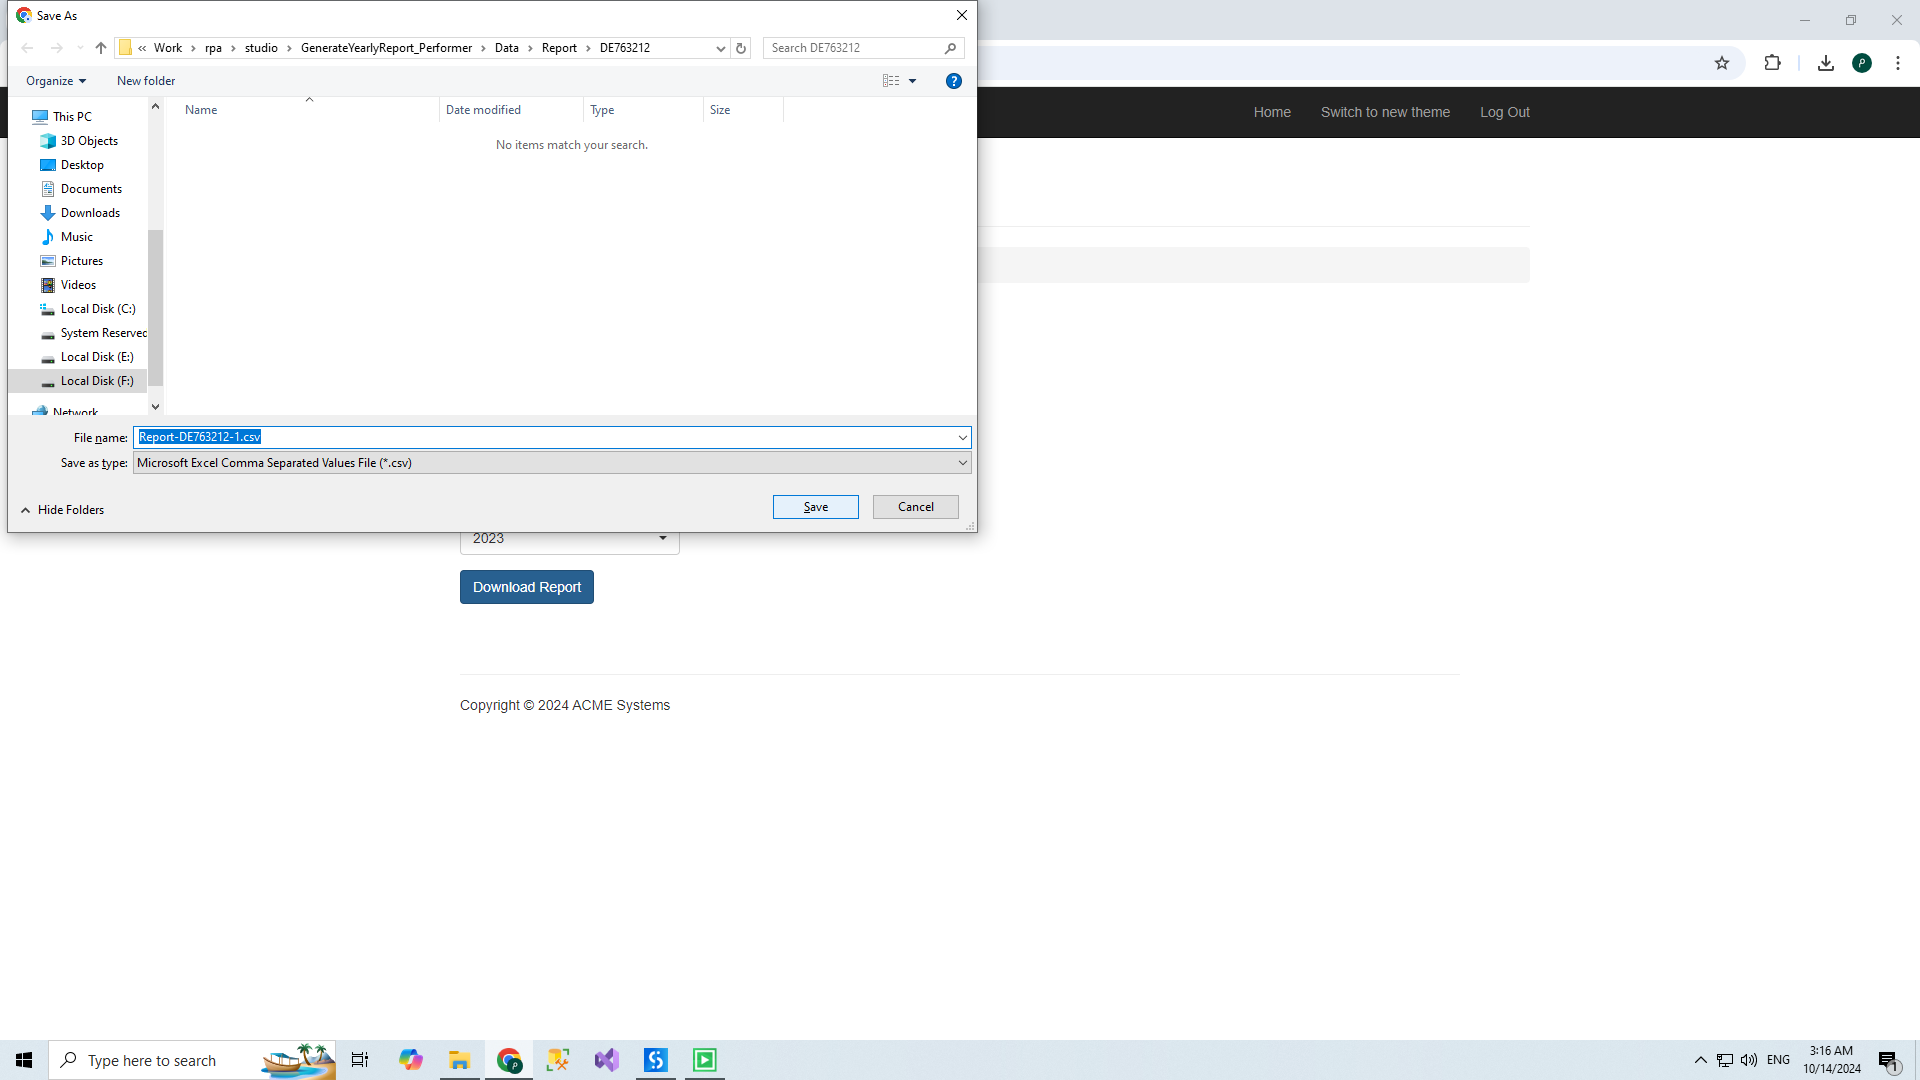 Save As
« Work › rpa › studio › GenerateYearlyReport_Performer › Data › Report › DE763212
Search DE763212
Organize
New folder
Home
Switch to new theme
Log Out
This PC
3D Objects
Desktop
Documents
Downloads
Music
Pictures
Videos
Local Disk (C:)
System Reserved
Local Disk (E:)
Local Disk (F:)
Network
Name
Date modified
Type
Size
No items match your search.
File name: Report-DE763212-1.csv
Save as type: Microsoft Excel Comma Separated Values File (*.csv)
Hide Folders
Save
Cancel
2023
Download Report
Copyright © 2024 ACME Systems
Type here to search
ENG
3:16 AM
10/14/2024
1